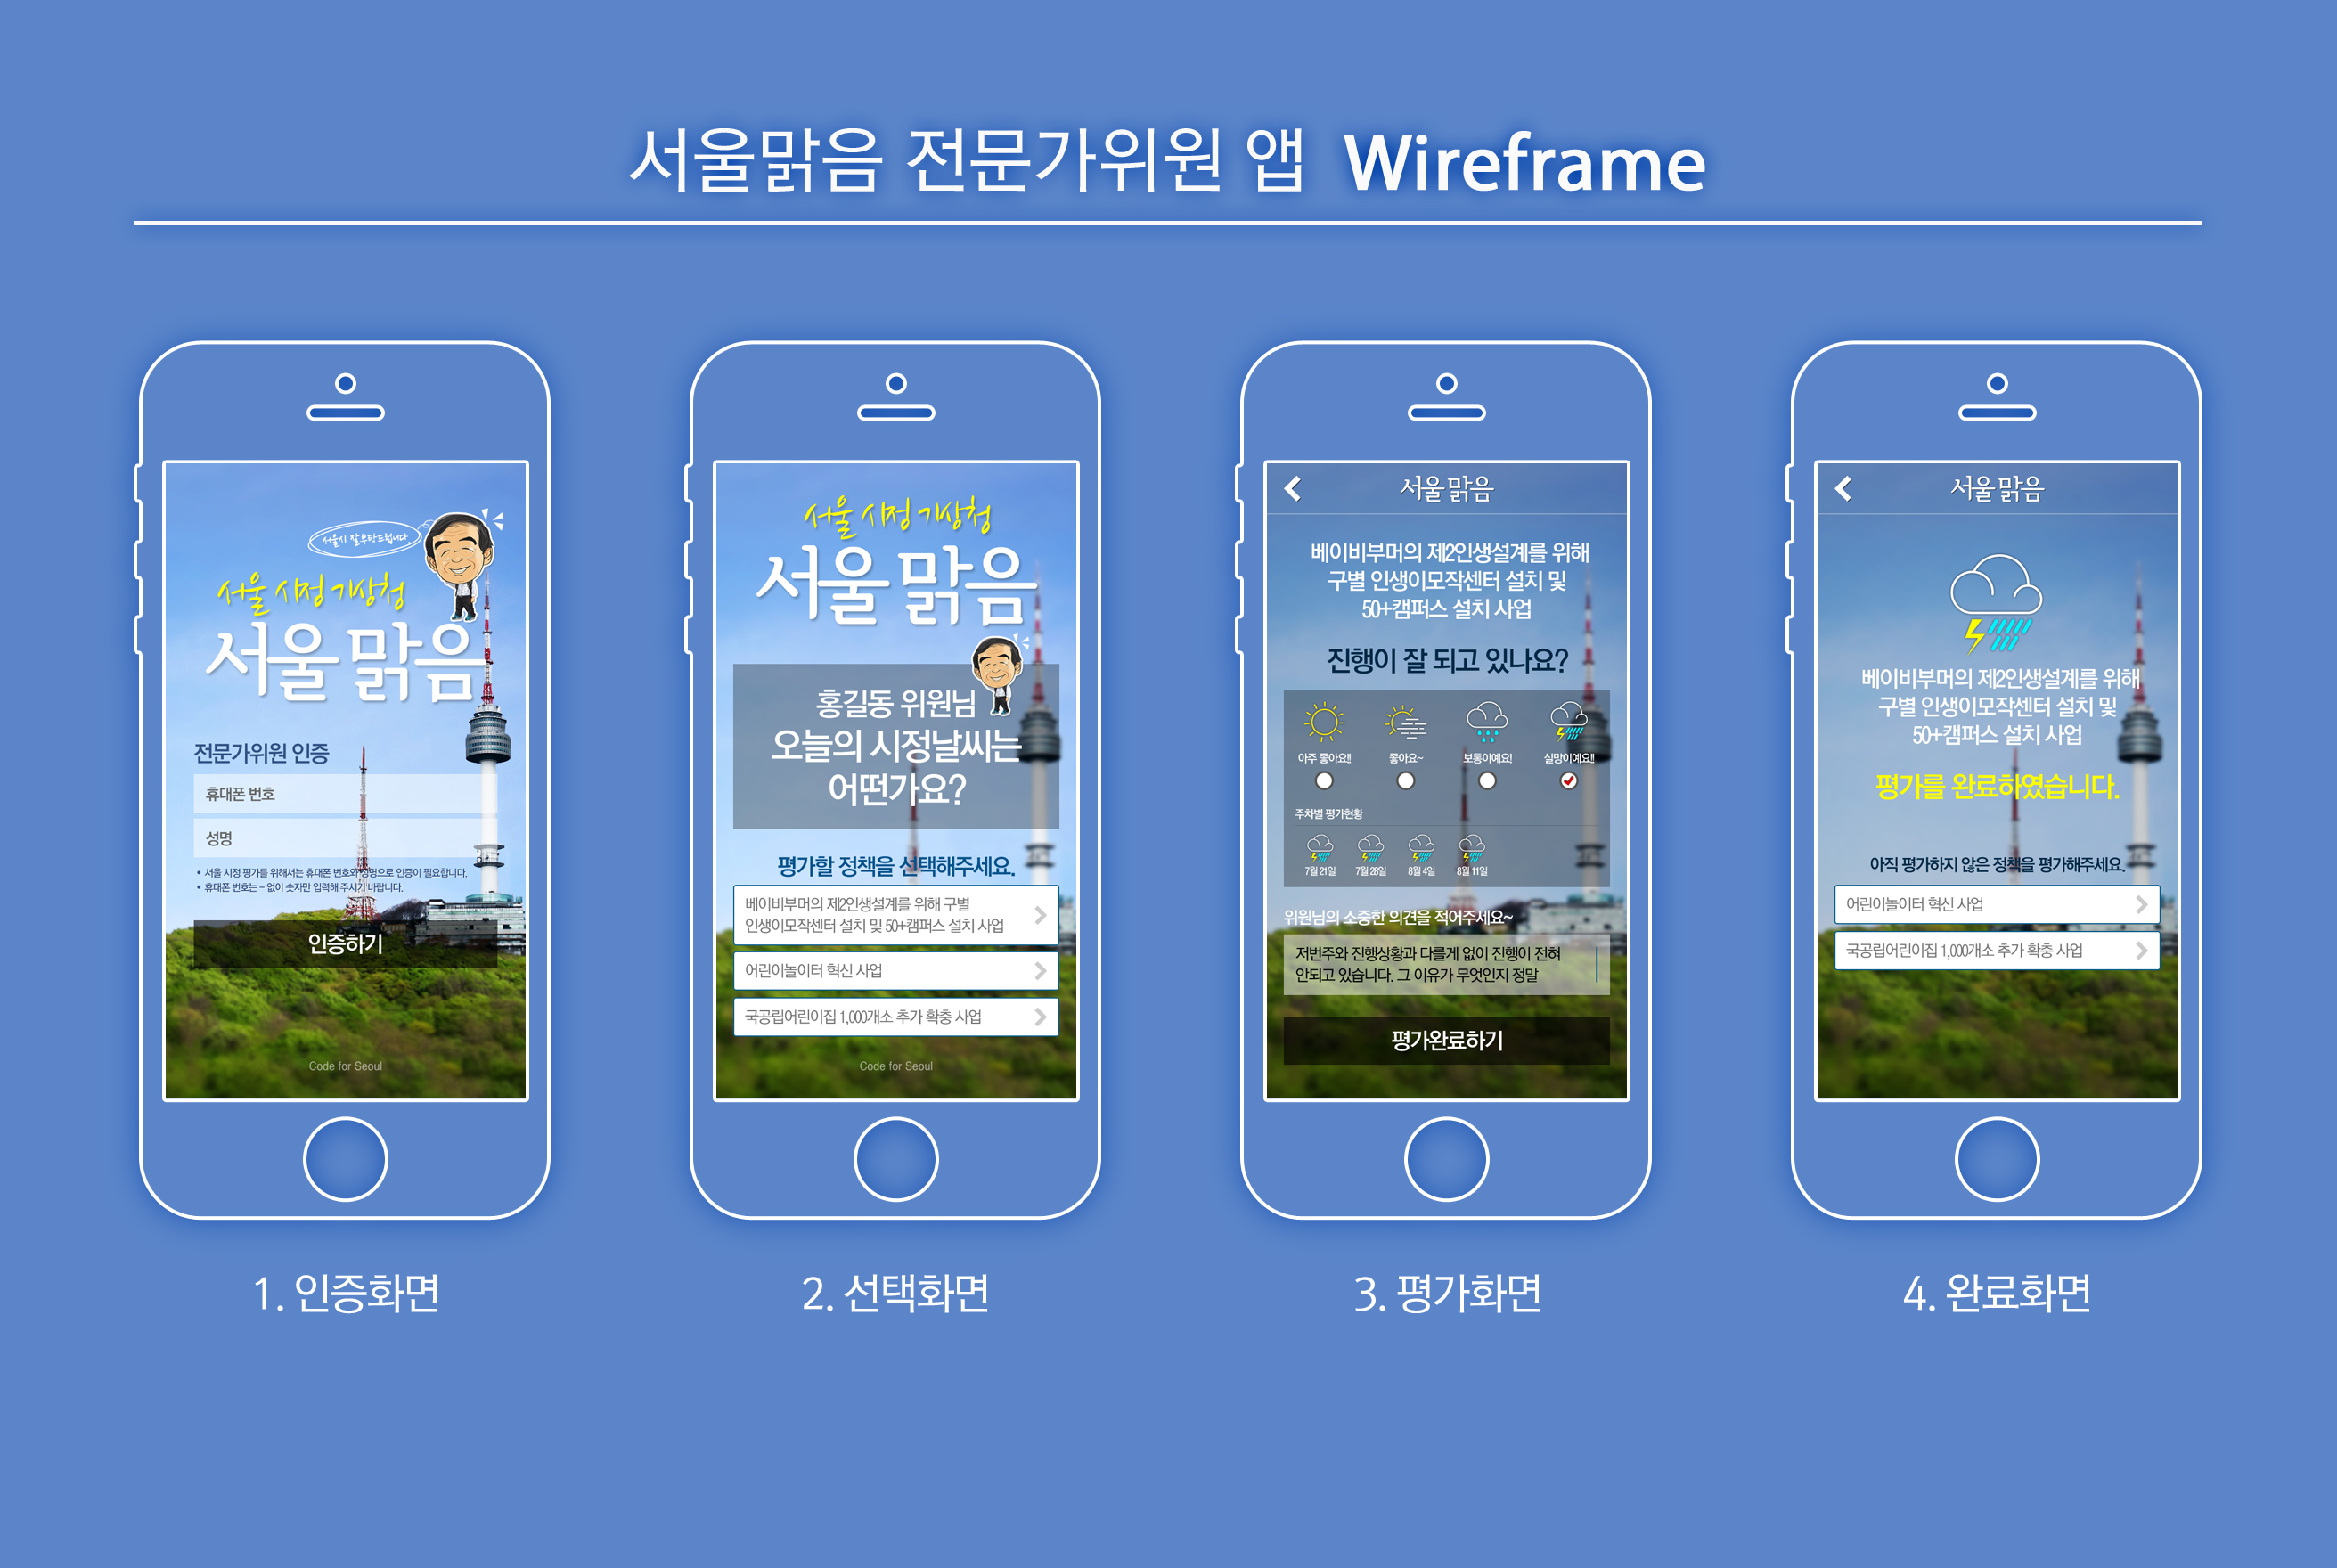 서울맑음 전문가위원 앱 Wireframe
서울시 잘부탁드립니다.
서울 시정 기상청
서울 맑음
전문가위원 인증
휴대폰 번호
성명
• 서울 시정 평가를 위해서는 휴대폰 번호와 성명으로 인증이 필요합니다.
• 휴대폰 번호는 - 없이 숫자만 입력해 주시기 바랍니다.
인증하기
Code for Seoul
1. 인증화면
서울 시정 기상청
서울 맑음
홍길동 위원님
오늘의 시정날씨는
어떤가요?
평가할 정책을 선택해주세요.
베이비부머의 제2인생설계를 위해 구별
인생이모작센터 설치 및 50+캠퍼스 설치 사업
어린이놀이터 혁신 사업
국공립어린이집 1,000개소 추가 확충 사업
Code for Seoul
2. 선택화면
서울 맑음
베이비부머의 제2인생설계를 위해
구별 인생이모작센터 설치 및
50+캠퍼스 설치 사업
진행이 잘 되고 있나요?
아주 좋아요!! 좋아요~ 보통이예요! 실망이예요!!
주차별 평가현황
7월 21일 7월 28일 8월 4일 8월 11일
위원님의 소중한 의견을 적어주세요~
저번주와 진행상황과 다를게 없이 진행이 전혀
안되고 있습니다. 그 이유가 무엇인지 정말
평가완료하기
3. 평가화면
서울 맑음
베이비부머의 제2인생설계를 위해
구별 인생이모작센터 설치 및
50+캠퍼스 설치 사업
평가를 완료하였습니다.
아직 평가하지 않은 정책을 평가해주세요.
어린이놀이터 혁신 사업
국공립어린이집 1,000개소 추가 확충 사업
4. 완료화면